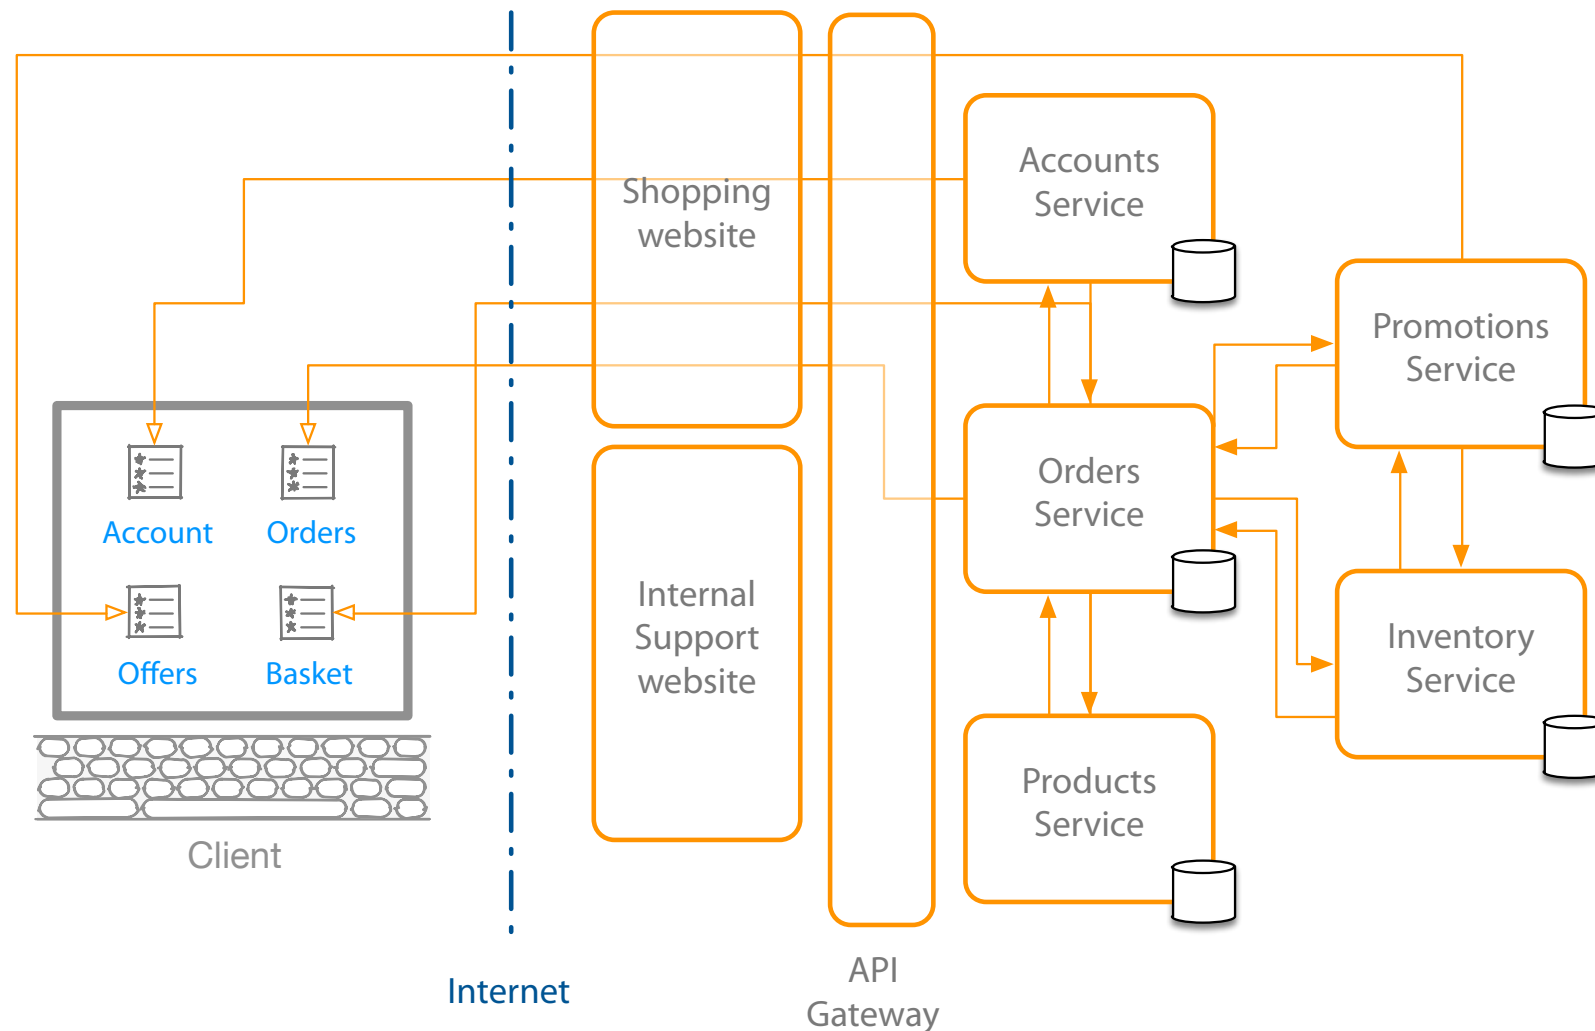 Shopping
website
Accounts
Service
Promotions
Service
Account
Orders
Offers
Basket
Orders
Service
Internal
Support
website
Inventory
Service
Products
Service
Client
Internet
API
Gateway